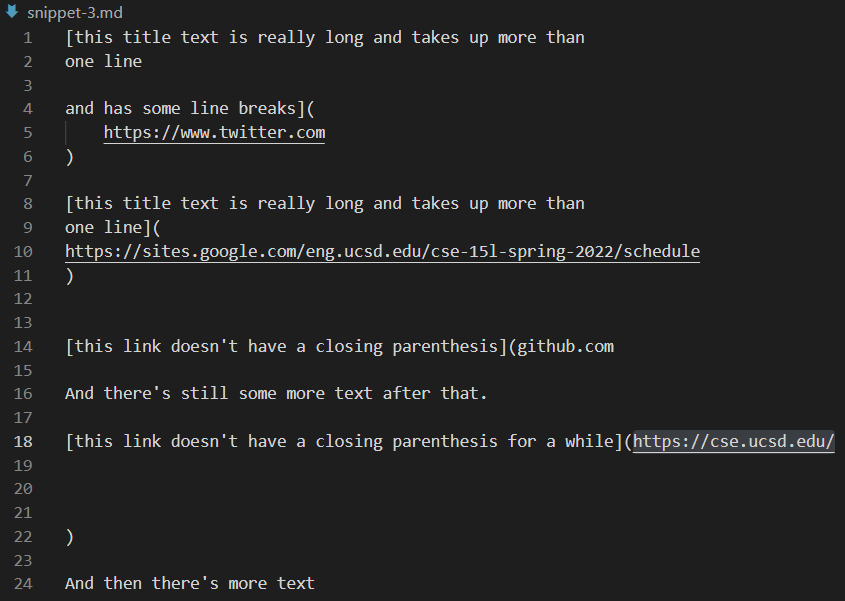 snippet-3.md
1 [this title text is really long and takes up more than
2 one line
3
4 and has some line breaks](
5 https://www.twitter.com
6 )
7
8 [this title text is really long and takes up more than
9 one line](
10 https://sites.google.com/eng.ucsd.edu/cse-15l-spring-2022/schedule
11 )
12
13
14 [this link doesn't have a closing parenthesis](github.com
15
16 And there's still some more text after that.
17
18 [this link doesn't have a closing parenthesis for a while](https://cse.ucsd.edu/
19
20
21
22 )
23
24 And then there's more text